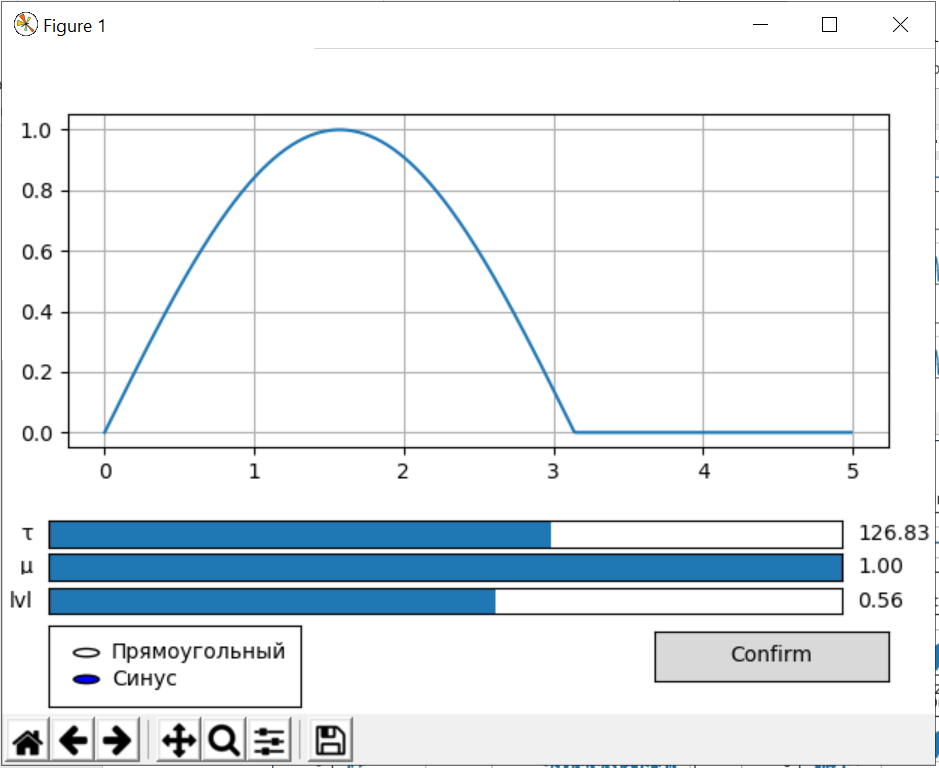 Figure 1
1.0
0.8
0.6
0.4
0.2
0.0
0 1 2 3 4 5
τ 126.83
μ 1.00
lvl 0.56
Прямоугольный
Синус
Confirm